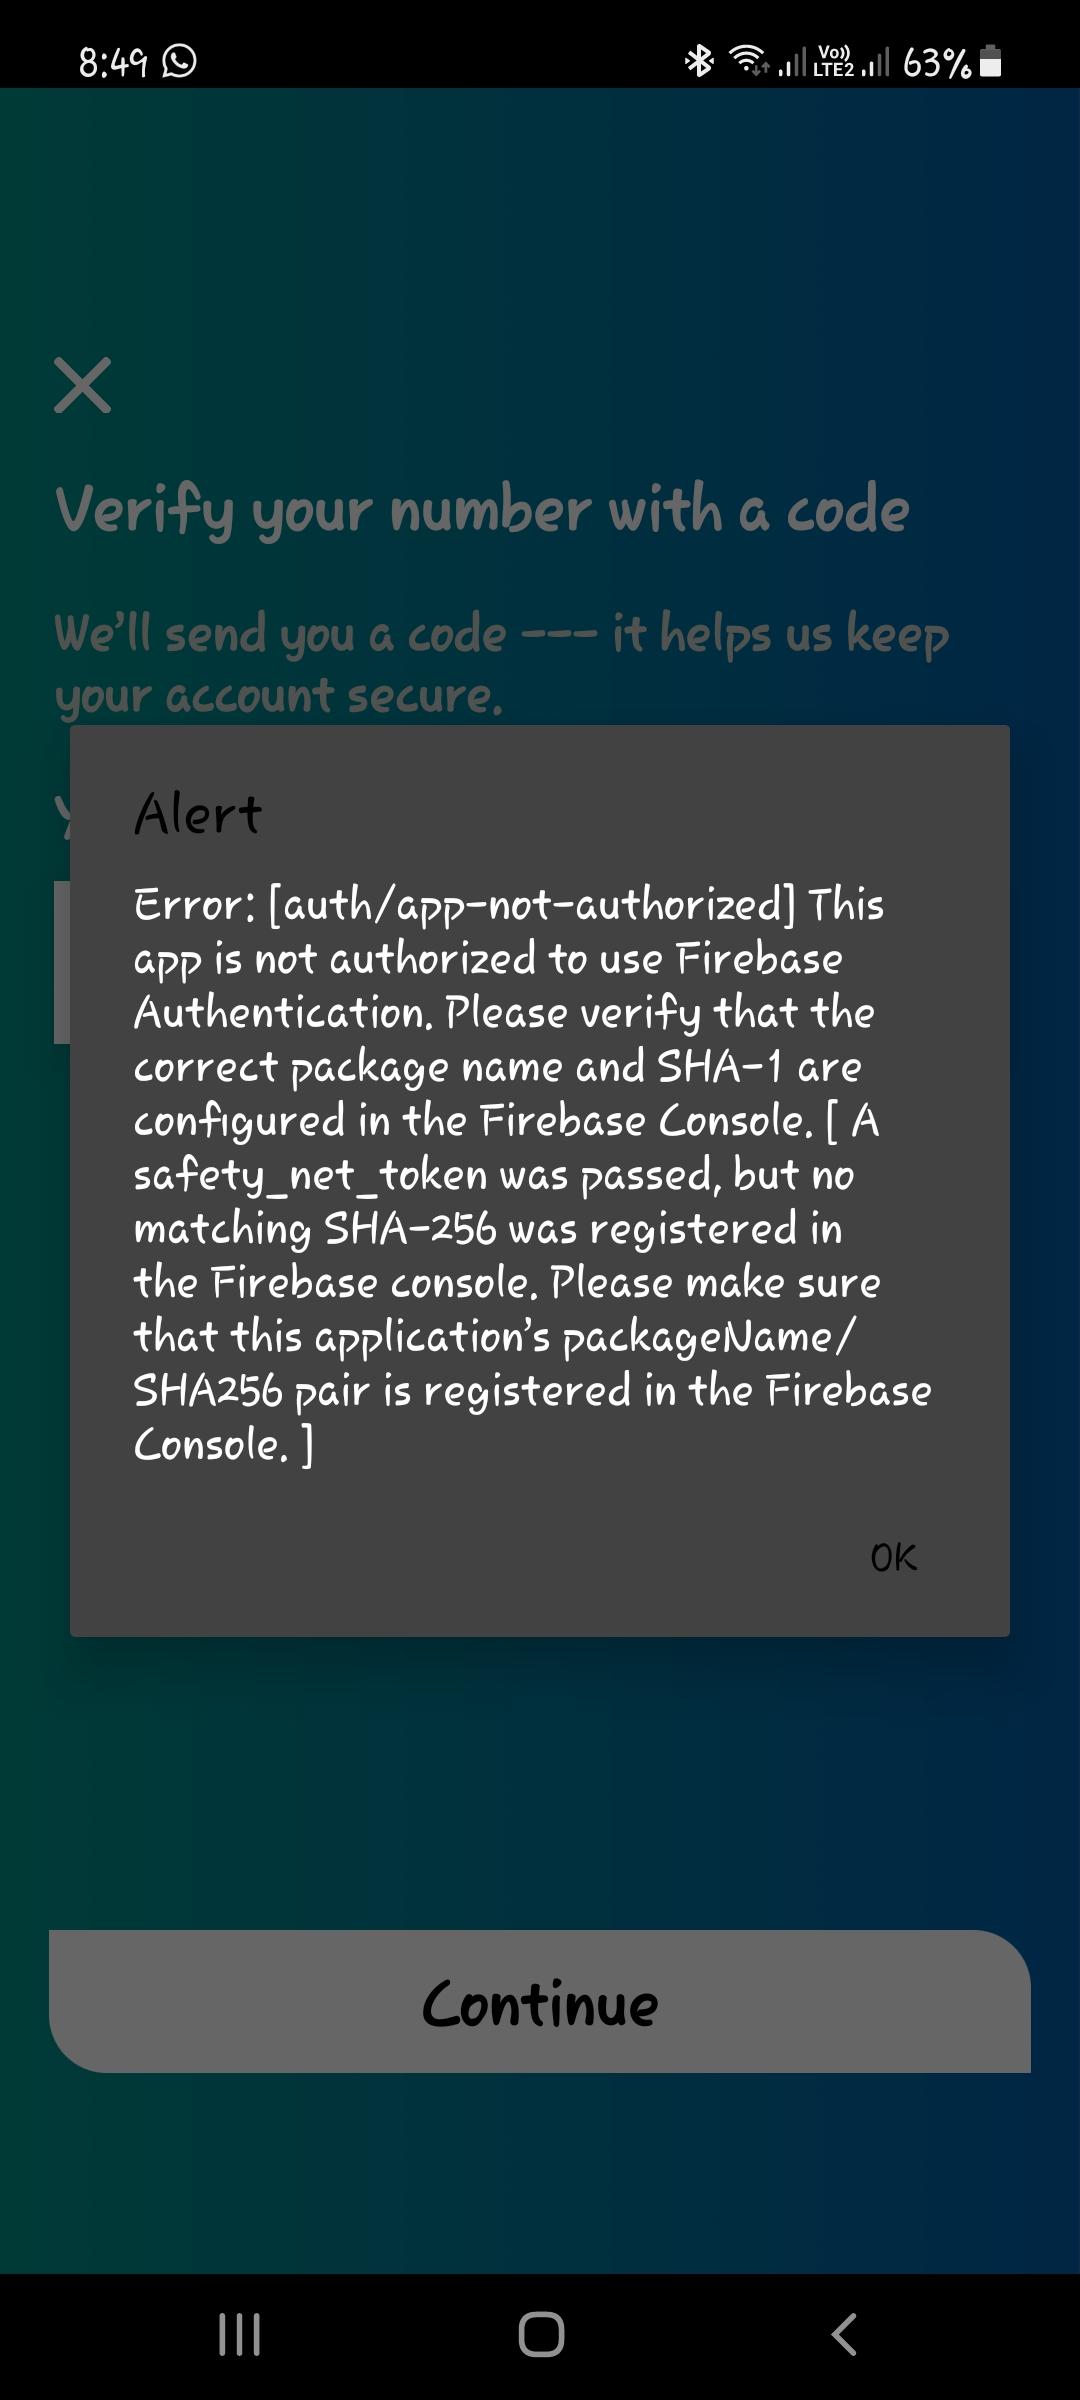 8:49
Vo)) LTE2
63%
Verify your number with a code
We'll send you a code --- it helps us keep
your account secure.
Alert
Error: [auth/app-not-authorized] This
app is not authorized to use Firebase
Authentication. Please verify that the
correct package name and SHA-1 are
configured in the Firebase Console. [ A
safety_net_token was passed, but no
matching SHA-256 was registered in
the Firebase console. Please make sure
that this application's packageName/
SHA256 pair is registered in the Firebase
Console. ]
OK
Continue